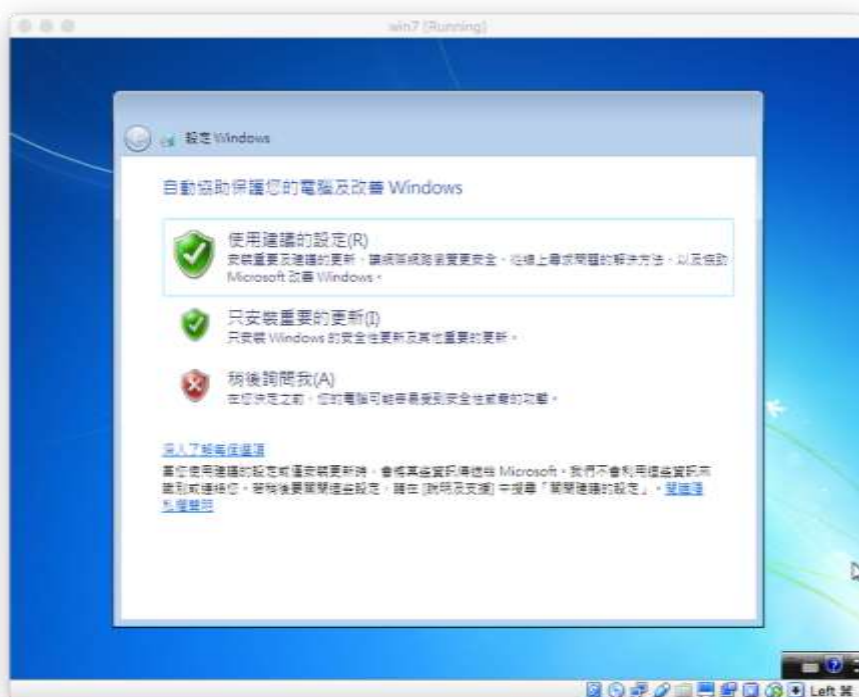 win7 [Running]
設定 Windows
自動協助保護您的電腦及改善 Windows
使用建議的設定(R)
安裝重要及建議的更新、讓網際網路瀏覽更安全、從線上尋求問題的解決方法、以及協助
Microsoft 改善 Windows。
只安裝重要的更新(I)
只安裝 Windows 的安全性更新及其他重要的更新。
稍後詢問我(A)
在您決定之前，您的電腦可能容易受到安全性威脅的攻擊。
深入了解每個選項
當您使用建議的設定或僅安裝更新時，會將某些資訊傳送給 Microsoft。我們不會利用這些資訊來
識別或連絡您。若稍後要關閉這些設定，請在 [說明及支援] 中搜尋「關閉建議的設定」。閱讀隱
私權聲明
Left ⌘